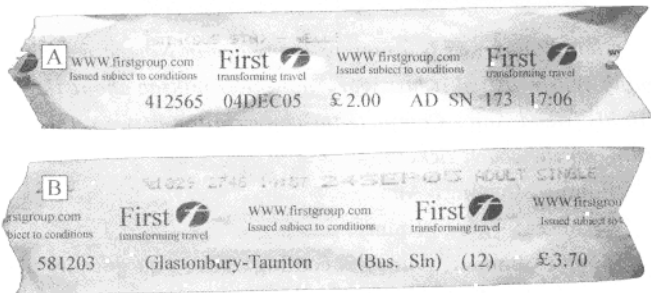 A
WWW.firstgroup.com First WWW.firstgroup.com First
Issued subject to conditions transforming travel Issued subject to conditions transforming travel
412565 04DEC05 £2.00 AD SN 173 17:06
B
ADULT SINGLE
rstgroup.com First WWW.firstgroup.com First WWW.firstgrou
bject to conditions transforming travel Issued subject to conditions transforming travel Issued subject to
581203 Glastonbury-Taunton (Bus. Sln) (12) £3.70